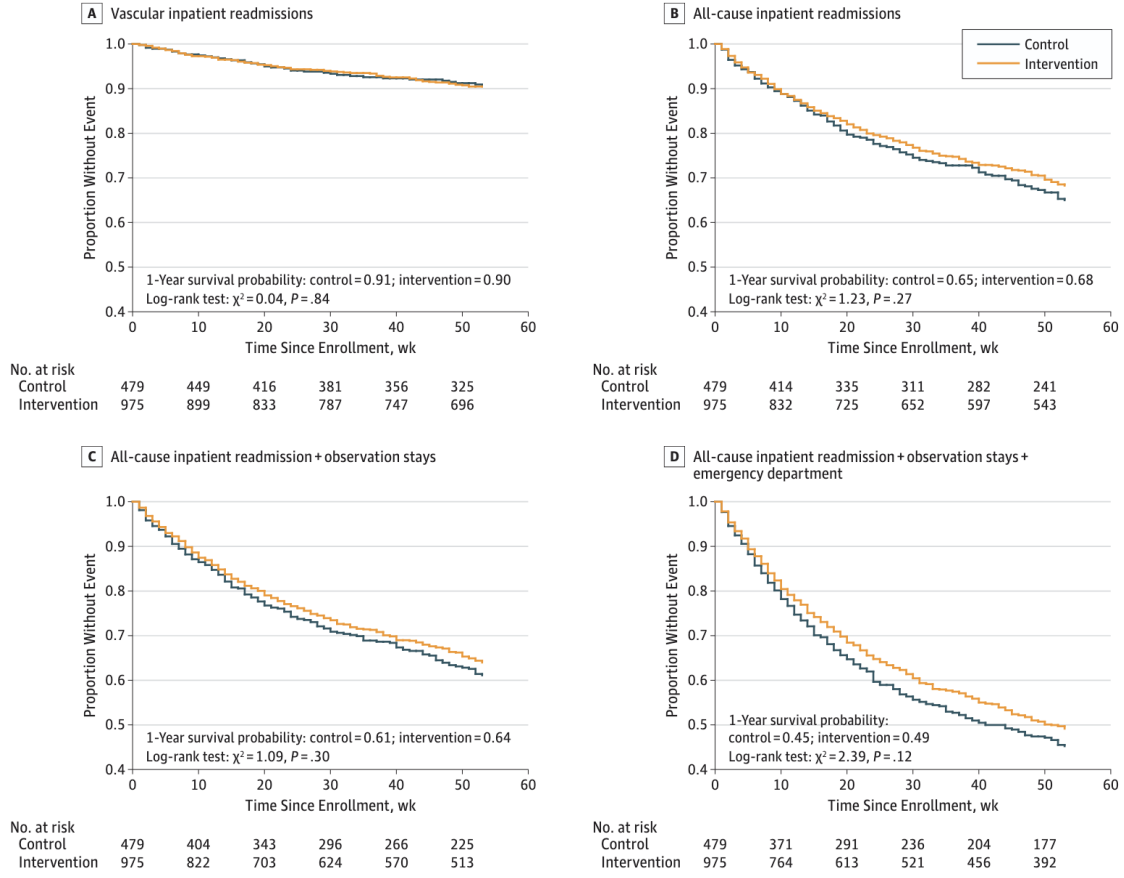 A Vascular inpatient readmissions
Proportion Without Event
1.0
0.9
0.8
0.7
0.6
0.5
0.4
1-Year survival probability: control = 0.91; intervention = 0.90
Log-rank test: χ² = 0.04, P = .84
0 10 20 30 40 50 60
Time Since Enrollment, wk
No. at risk
Control 479 449 416 381 356 325
Intervention 975 899 833 787 747 696
B All-cause inpatient readmissions
Control
Intervention
Proportion Without Event
1.0
0.9
0.8
0.7
0.6
0.5
0.4
1-Year survival probability: control = 0.65; intervention = 0.68
Log-rank test: χ² = 1.23, P = .27
0 10 20 30 40 50 60
Time Since Enrollment, wk
No. at risk
Control 479 414 335 311 282 241
Intervention 975 832 725 652 597 543
C All-cause inpatient readmission + observation stays
Proportion Without Event
1.0
0.9
0.8
0.7
0.6
0.5
0.4
1-Year survival probability: control = 0.61; intervention = 0.64
Log-rank test: χ² = 1.09, P = .30
0 10 20 30 40 50 60
Time Since Enrollment, wk
No. at risk
Control 479 404 343 296 266 225
Intervention 975 822 703 624 570 513
D All-cause inpatient readmission + observation stays +
emergency department
Proportion Without Event
1.0
0.9
0.8
0.7
0.6
0.5
0.4
1-Year survival probability:
control = 0.45; intervention = 0.49
Log-rank test: χ² = 2.39, P = .12
0 10 20 30 40 50 60
Time Since Enrollment, wk
No. at risk
Control 479 371 291 236 204 177
Intervention 975 764 613 521 456 392